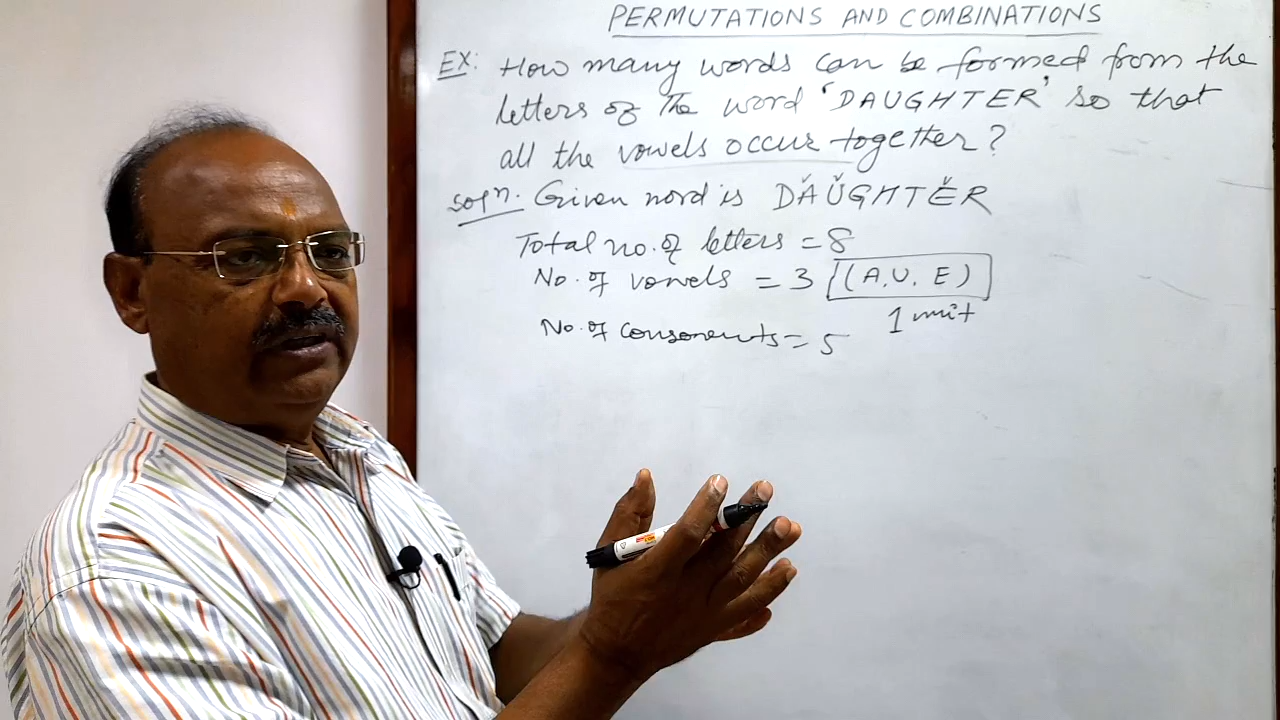 PERMUTATIONS AND COMBINATIONS
EX: How many words can be formed from the
letters of the word 'DAUGHTER' so that
all the vowels occur together?
Solⁿ. Given word is DAUGHTER
Total no. of letters = 8
No. of vowels = 3 (A, U, E)
1 unit
No. of consonents = 5